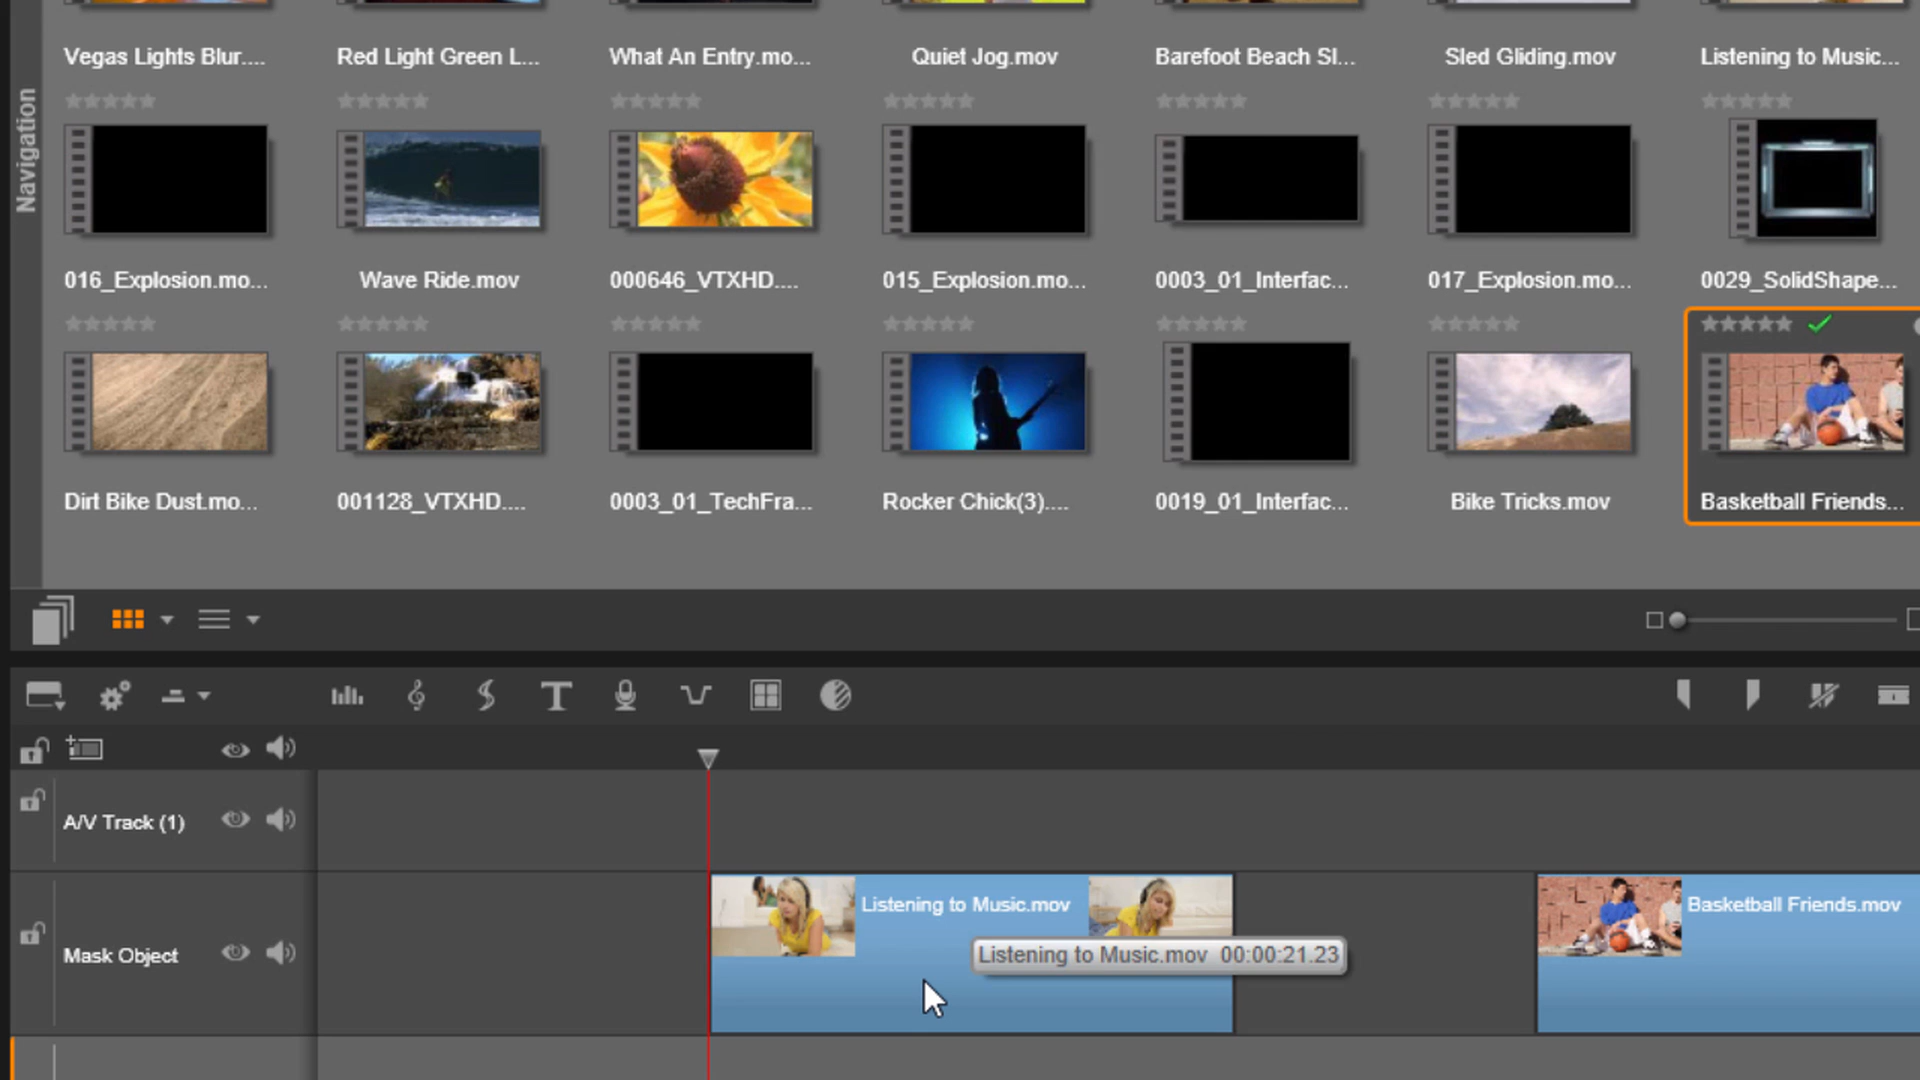 Navigation
Vegas Lights Blur....
Red Light Green L...
What An Entry.mo...
Quiet Jog.mov
Barefoot Beach Sl...
Sled Gliding.mov
Listening to Music...
016_Explosion.mo...
Wave Ride.mov
000646_VTXHD....
015_Explosion.mo...
0003_01_Interfac...
017_Explosion.mo...
0029_SolidShape...
Dirt Bike Dust.mo...
001128_VTXHD....
0003_01_TechFra...
Rocker Chick(3)....
0019_01_Interfac...
Bike Tricks.mov
Basketball Friends...
A/V Track (1)
Mask Object
Listening to Music.mov
Listening to Music.mov 00:00:21.23
Basketball Friends.mov